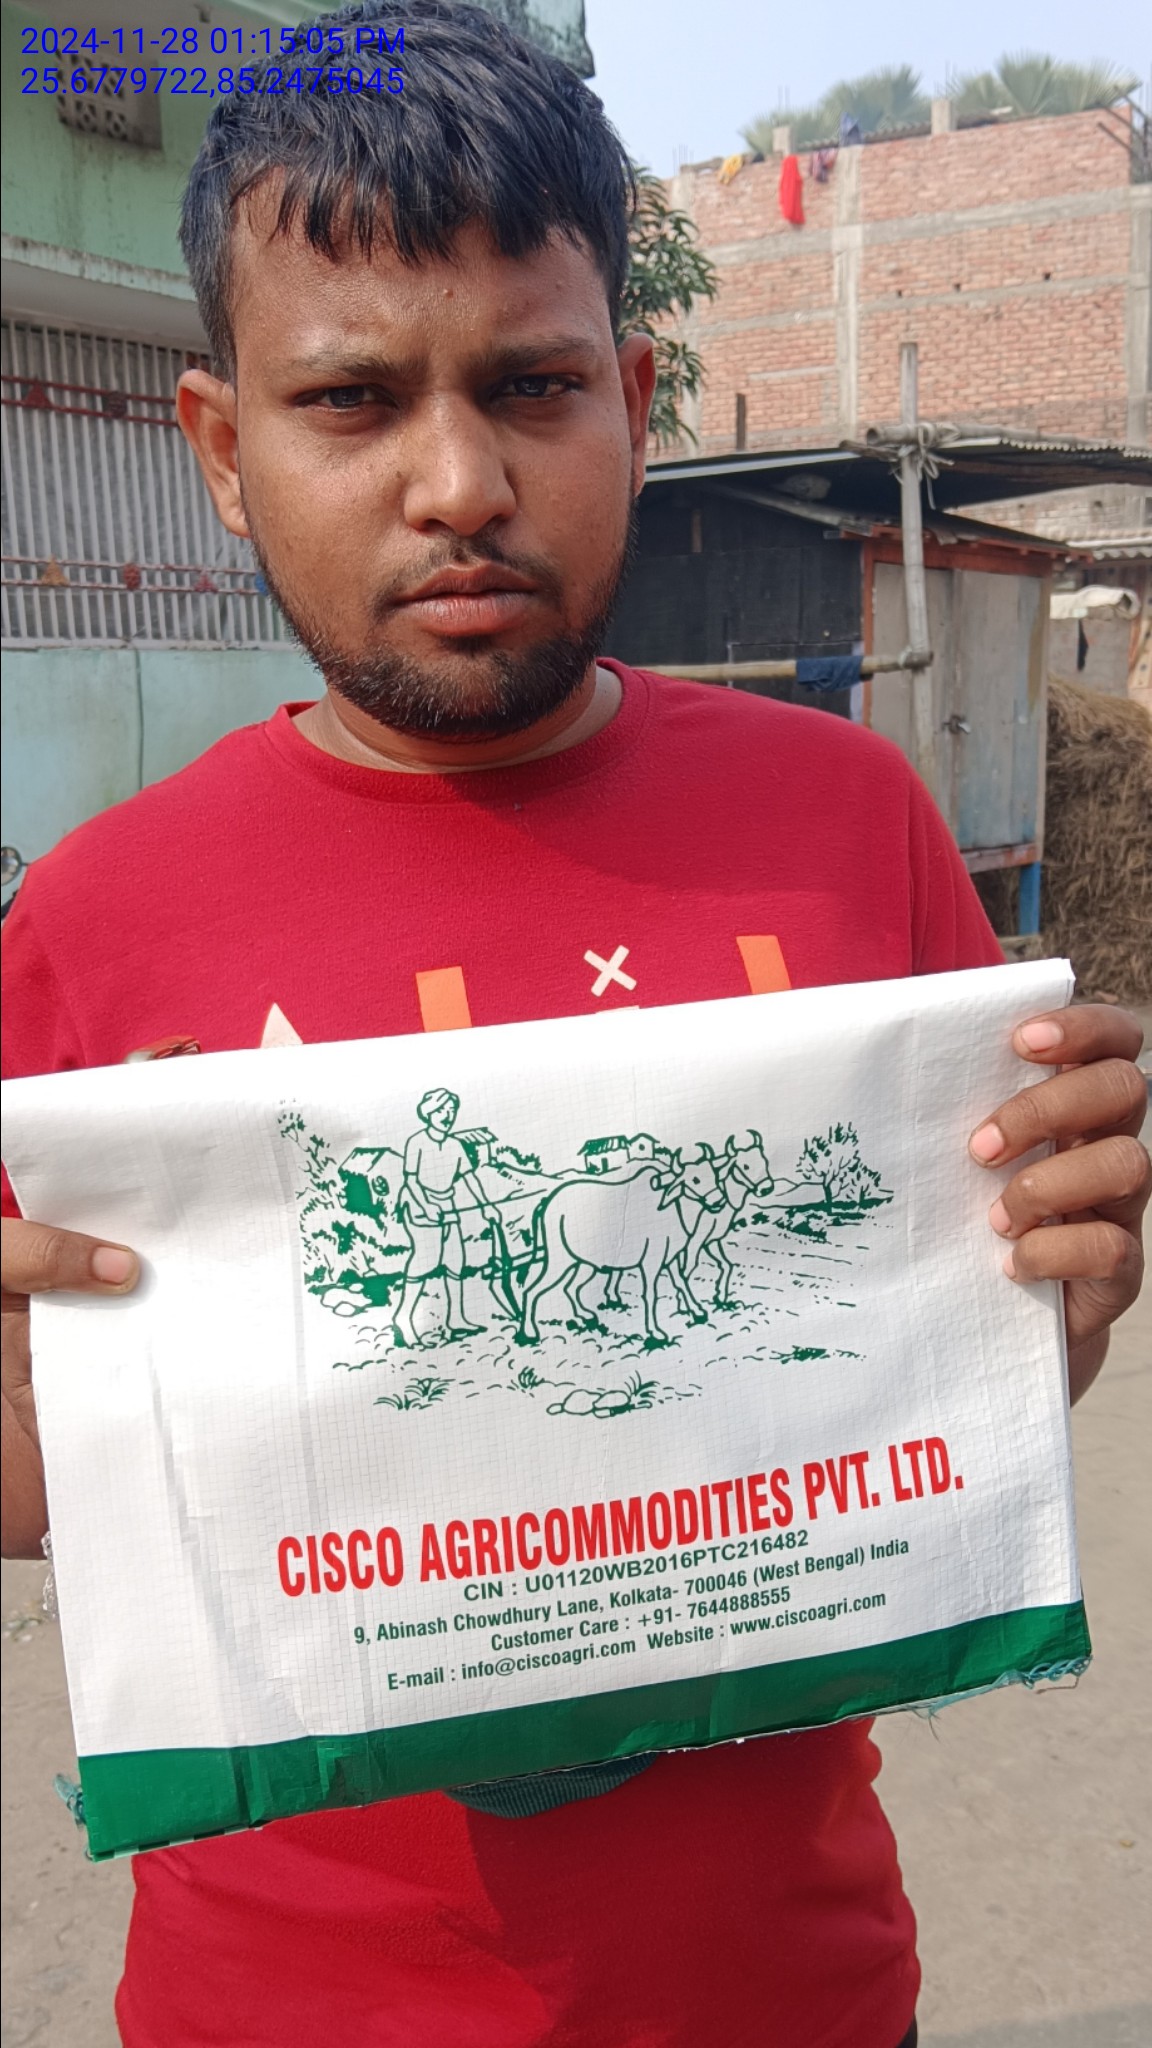 2024-11-28 01:15:05 PM
25.6779722,85.2475045
CISCO AGRICOMMODITIES PVT. LTD.
CIN : U01120WB2016PTC216482
9, Abinash Chowdhury Lane, Kolkata- 700046 (West Bengal) India
Customer Care : +91- 7644888555
E-mail : info@ciscoagri.com Website : www.ciscoagri.com